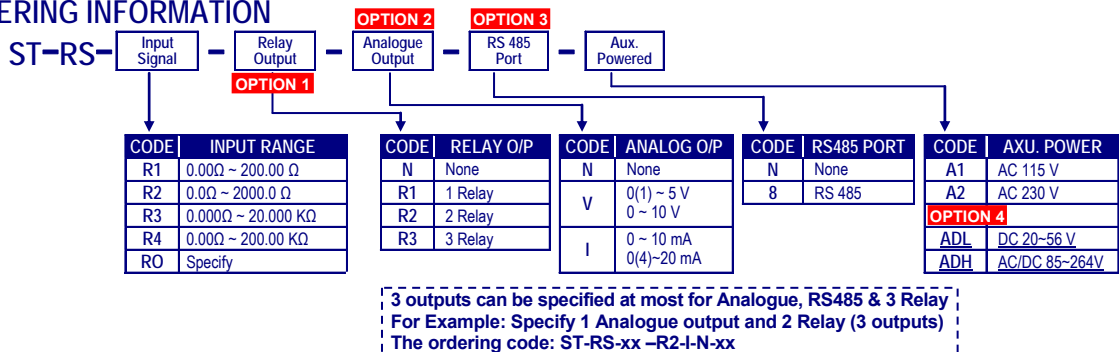 ERING INFORMATION
OPTION 2 OPTION 3
ST-RS- Input Signal - Relay Output - Analogue Output - RS 485 Port - Aux. Powered
OPTION 1
CODE INPUT RANGE
R1 0.00Ω ~ 200.00 Ω
R2 0.0Ω ~ 2000.0 Ω
R3 0.000Ω ~ 20.000 KΩ
R4 0.00Ω ~ 200.00 KΩ
RO Specify
CODE RELAY O/P
N None
R1 1 Relay
R2 2 Relay
R3 3 Relay
CODE ANALOG O/P
N None
V 0(1) ~ 5 V
0 ~ 10 V
I 0 ~ 10 mA
0(4)~20 mA
CODE RS485 PORT
N None
8 RS 485
CODE AXU. POWER
A1 AC 115 V
A2 AC 230 V
OPTION 4
ADL DC 20~56 V
ADH AC/DC 85~264V
3 outputs can be specified at most for Analogue, RS485 & 3 Relay
For Example: Specify 1 Analogue output and 2 Relay (3 outputs)
The ordering code: ST-RS-xx –R2-I-N-xx